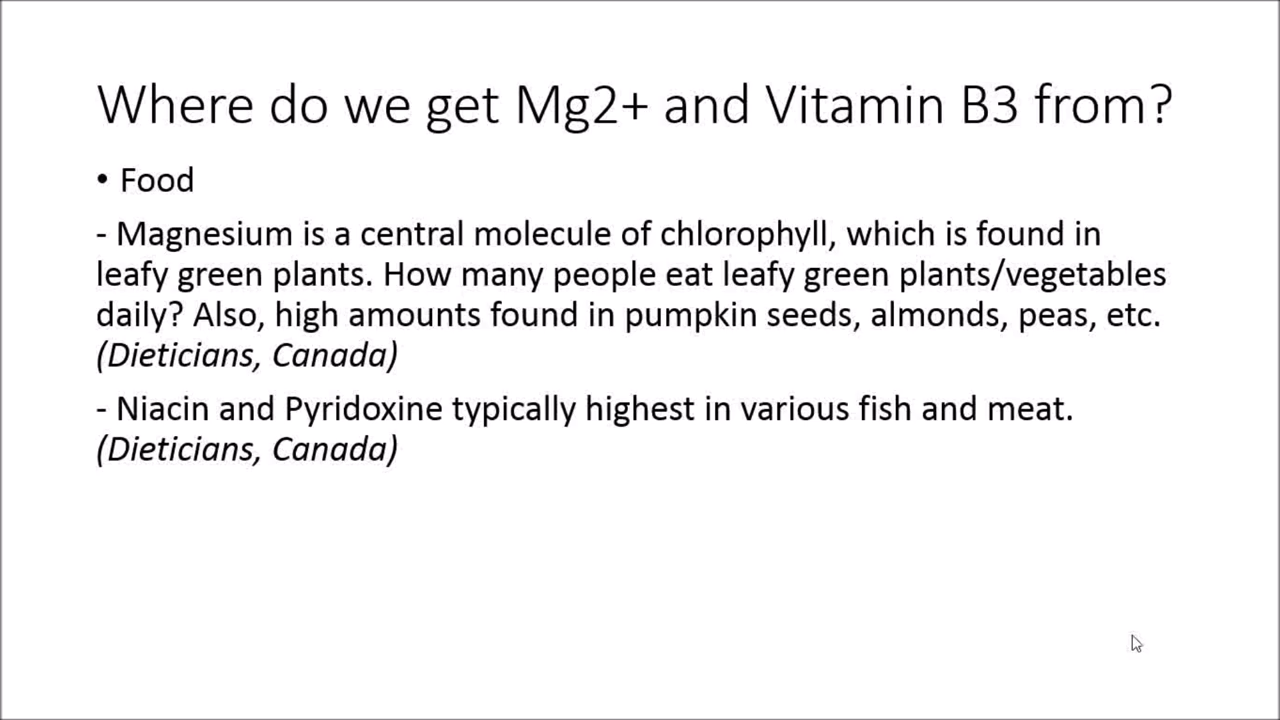 Where do we get Mg2+ and Vitamin B3 from?
• Food
- Magnesium is a central molecule of chlorophyll, which is found in
leafy green plants. How many people eat leafy green plants/vegetables
daily? Also, high amounts found in pumpkin seeds, almonds, peas, etc.
(Dieticians, Canada)
- Niacin and Pyridoxine typically highest in various fish and meat.
(Dieticians, Canada)